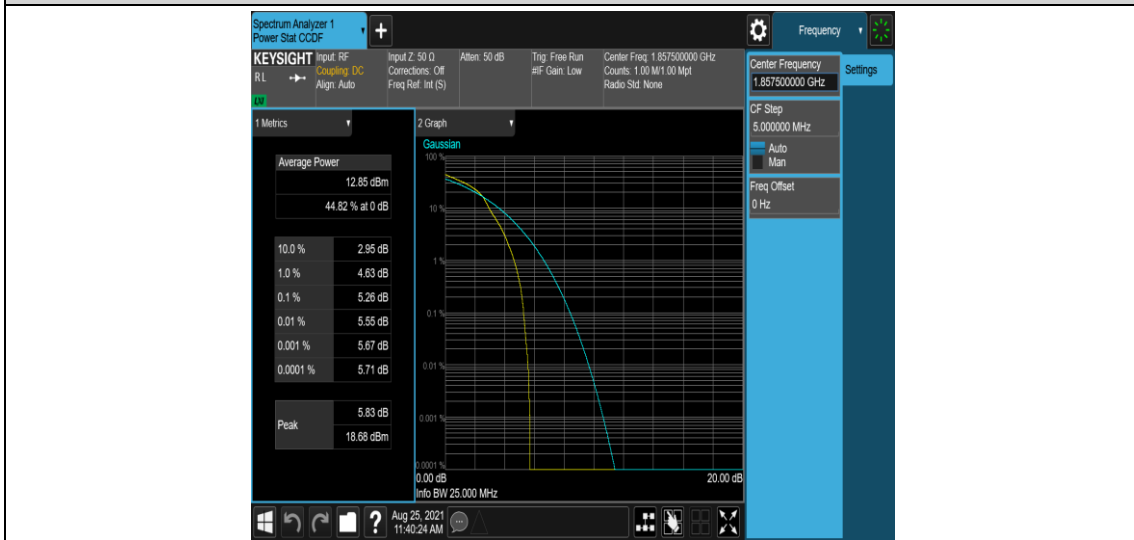 Spectrum Analyzer 1
Power Stat CCDF
+
Frequency
KEYSIGHT
Input: RF
Coupling: DC
Align: Auto
RL
LXI
Input Z: 50 Ω
Corrections: Off
Freq Ref: Int (S)
Atten: 50 dB
Trig: Free Run
#IF Gain: Low
Center Freq: 1.857500000 GHz
Counts: 1.00 M/1.00 Mpt
Radio Std: None
Center Frequency
1.857500000 GHz
Settings
CF Step
5.000000 MHz
Auto
Man
Freq Offset
0 Hz
1 Metrics
Average Power
12.85 dBm
44.82 % at 0 dB
10.0 % 2.95 dB
1.0 % 4.63 dB
0.1 % 5.26 dB
0.01 % 5.55 dB
0.001 % 5.67 dB
0.0001 % 5.71 dB
Peak 5.83 dB
18.68 dBm
2 Graph
Gaussian
100 %
10 %
1 %
0.1 %
0.01 %
0.001 %
0.0001 %
0.00 dB 20.00 dB
Info BW 25.000 MHz
?
Aug 25, 2021
11:40:24 AM